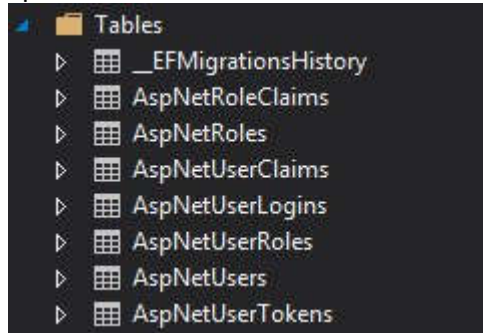 Tables
__EFMigrationsHistory
AspNetRoleClaims
AspNetRoles
AspNetUserClaims
AspNetUserLogins
AspNetUserRoles
AspNetUsers
AspNetUserTokens